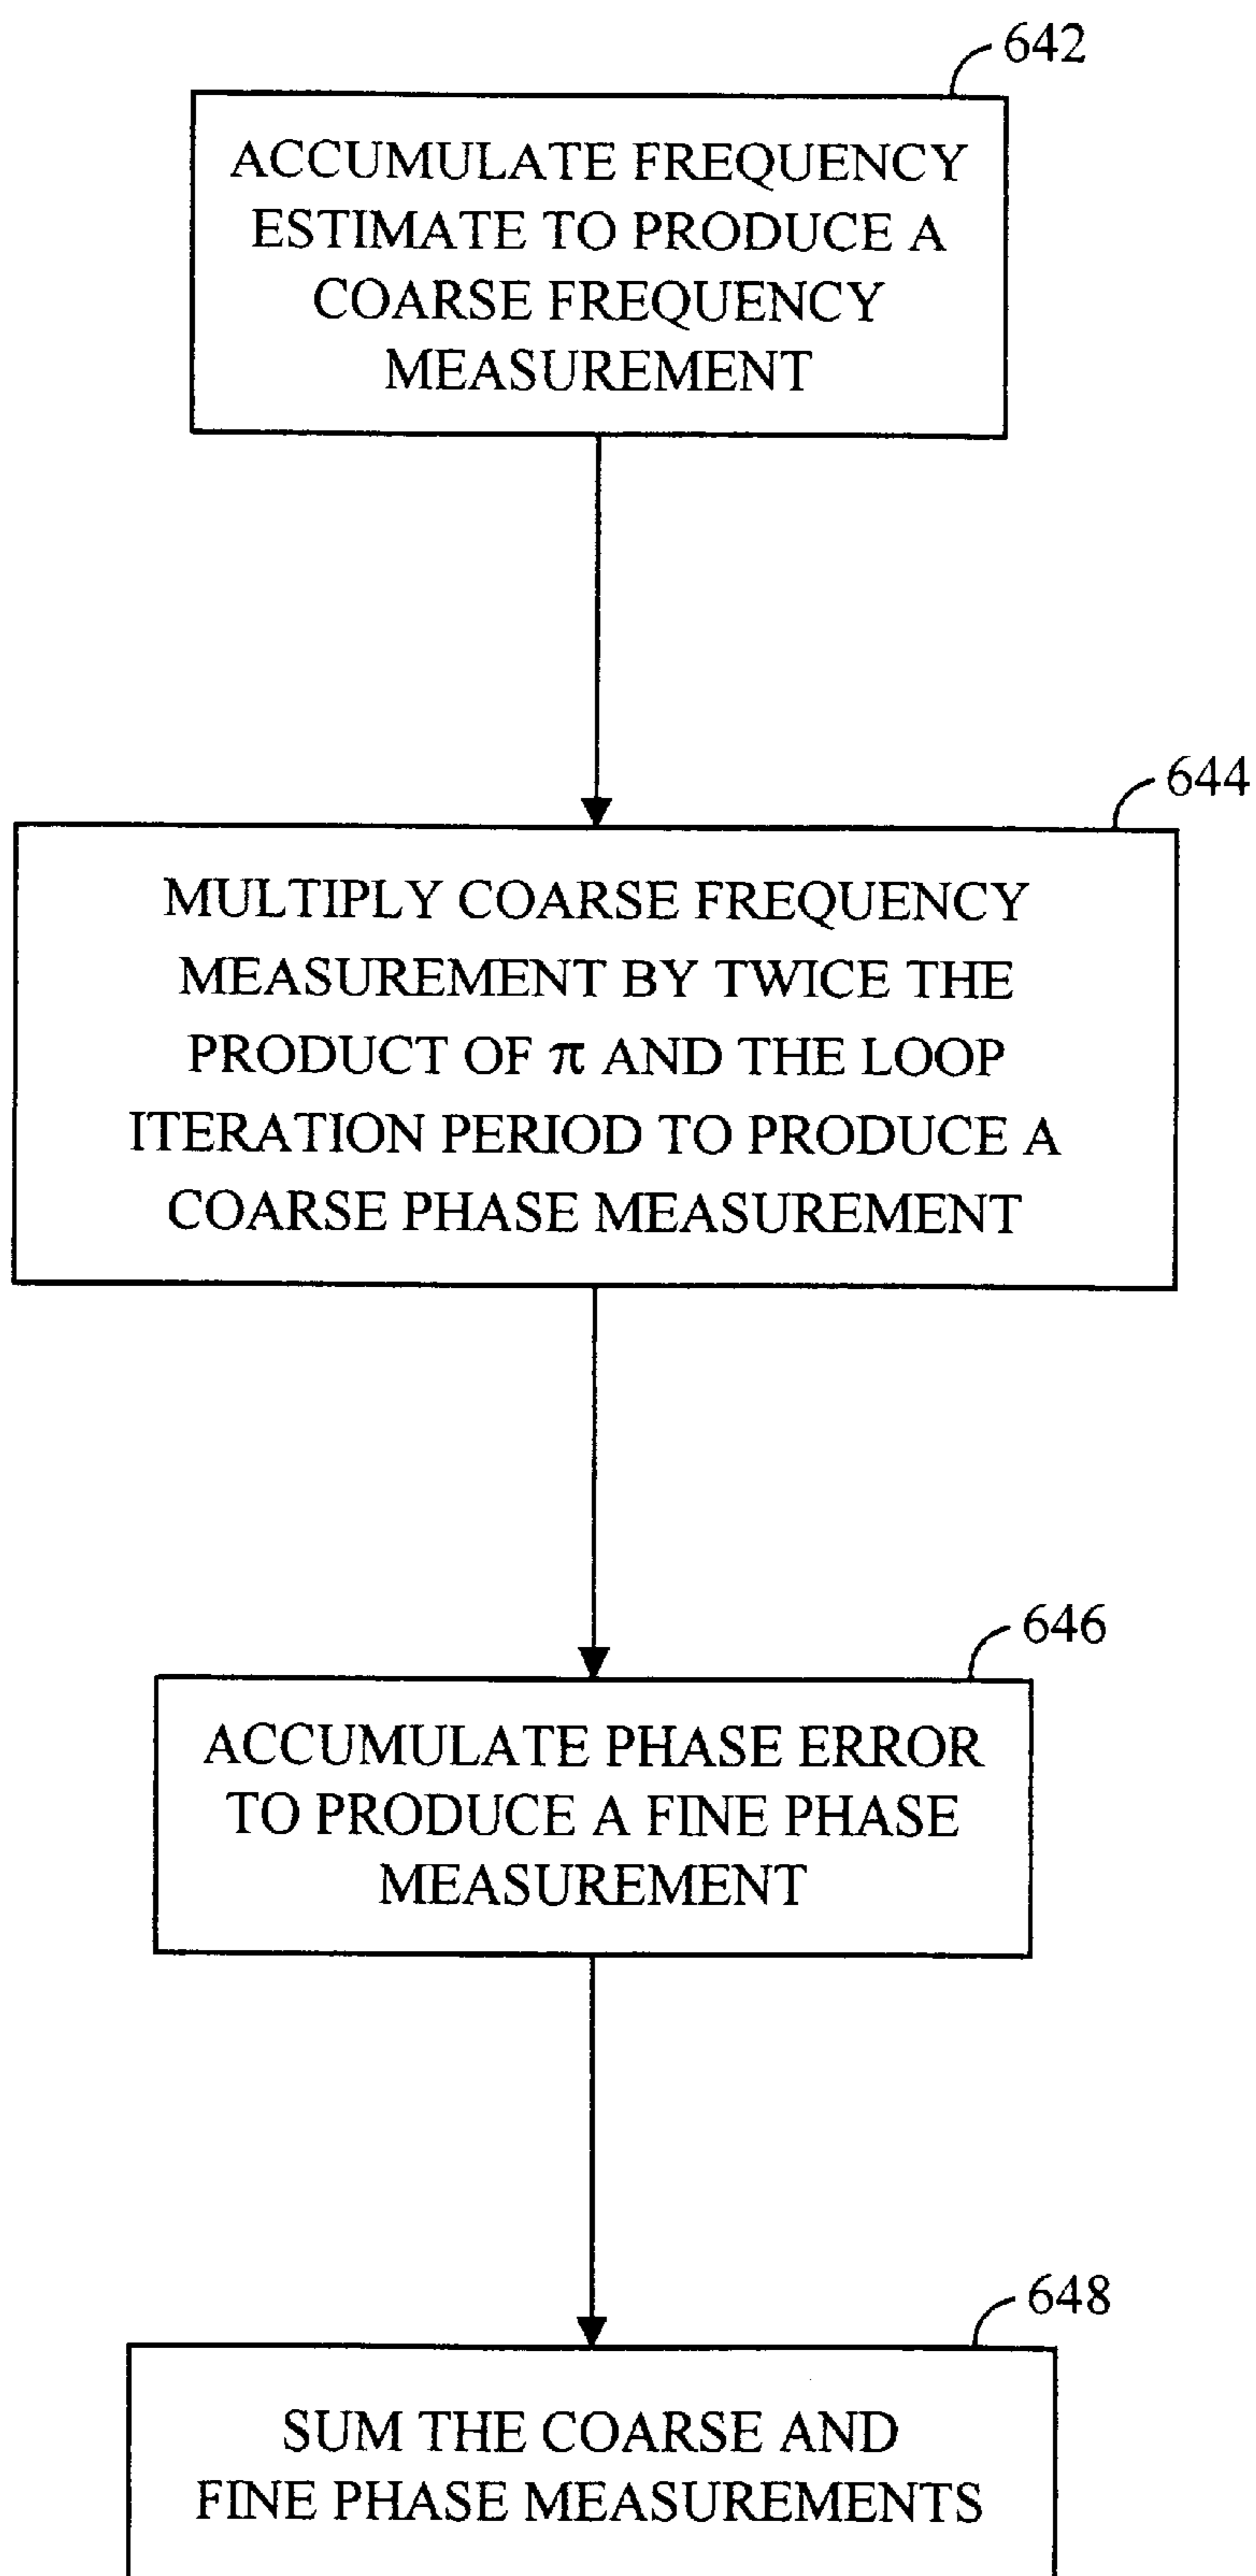 642
ACCUMULATE FREQUENCY
ESTIMATE TO PRODUCE A
COARSE FREQUENCY
MEASUREMENT
644
MULTIPLY COARSE FREQUENCY
MEASUREMENT BY TWICE THE
PRODUCT OF π AND THE LOOP
ITERATION PERIOD TO PRODUCE A
COARSE PHASE MEASUREMENT
646
ACCUMULATE PHASE ERROR
TO PRODUCE A FINE PHASE
MEASUREMENT
648
SUM THE COARSE AND
FINE PHASE MEASUREMENTS